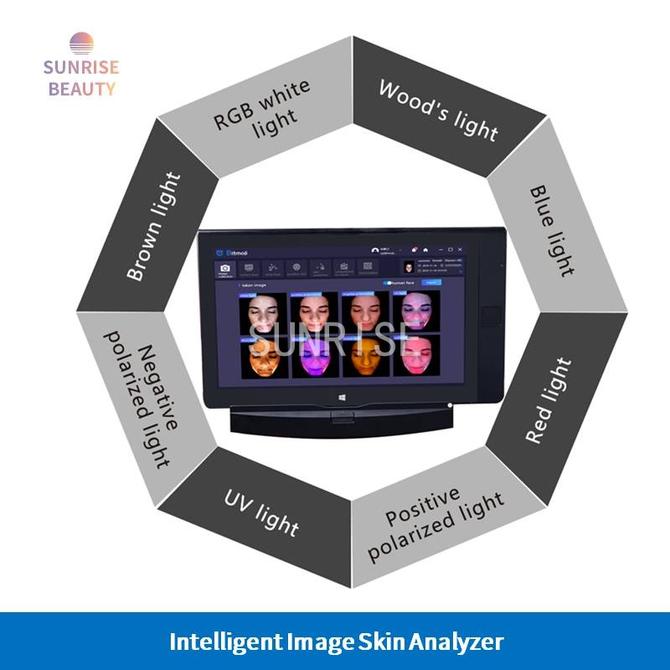 SUNRISE
BEAUTY
RGB white
light
Wood's light
Blue light
Red light
Positive
polarized light
UV light
Negative
polarized light
Brown light
SUNRISE
Intelligent Image Skin Analyzer